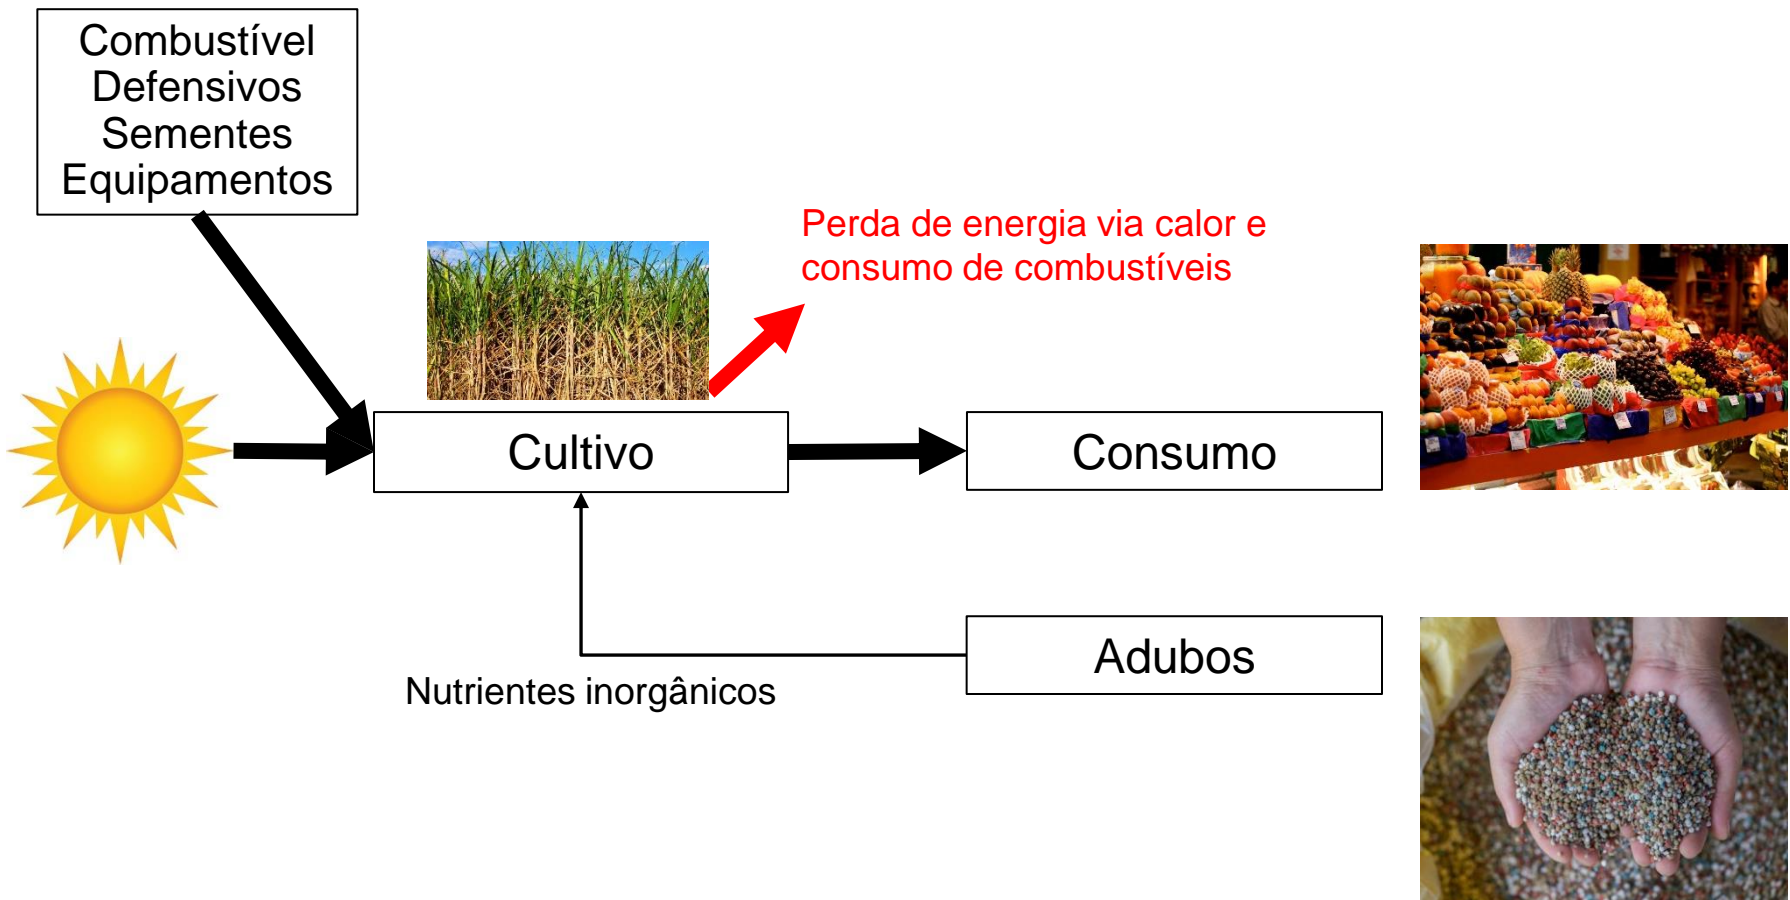 Combustível
Defensivos
Sementes
Equipamentos
Perda de energia via calor e
consumo de combustíveis
Cultivo
Consumo
Adubos
Nutrientes inorgânicos